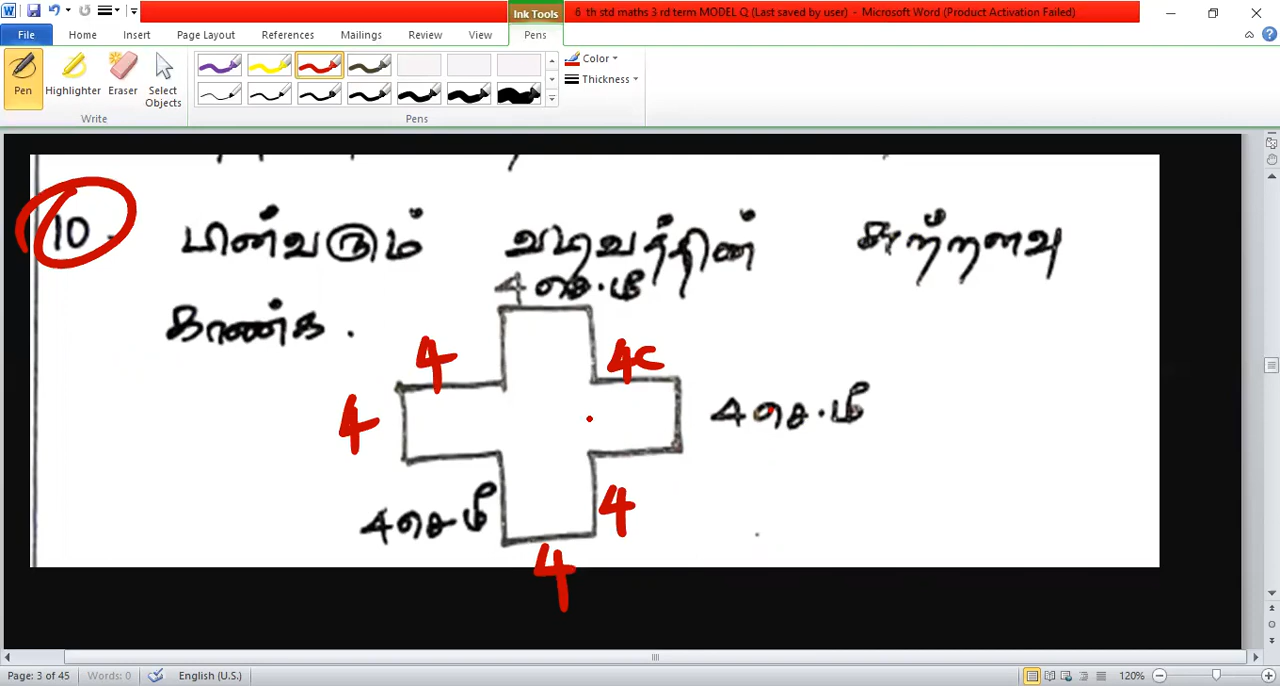 6 th std maths 3 rd term MODEL Q (Last saved by user) - Microsoft Word (Product Activation Failed)
Ink Tools
File Home Insert Page Layout References Mailings Review View Pens
Pen Highlighter Eraser Select Objects
Color
Thickness
Write Pens
10. பின்வரும் வடிவத்தின் சுற்றளவு
காண்க.
4 செ.மீ
4 4c
4 4 செ.மீ
4 செ மீ 4
4
Page: 3 of 45 Words: 0 English (U.S.) 120%